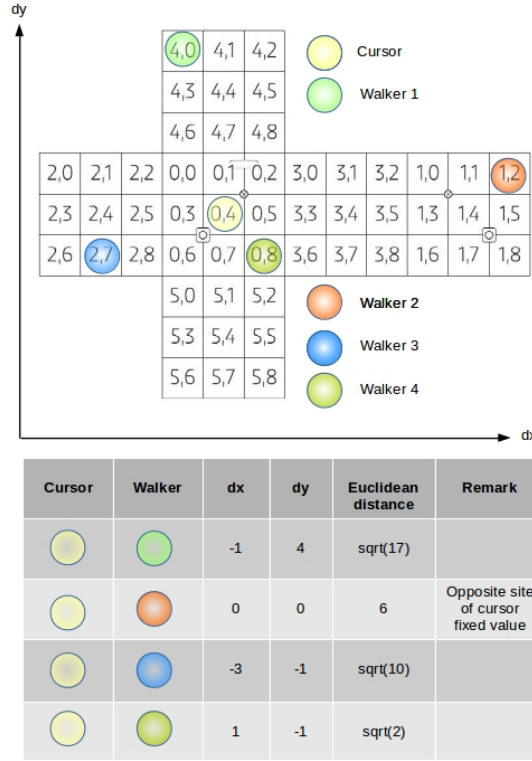 dy
4,0 4,1 4,2
Cursor
4,3 4,4 4,5
Walker 1
4,6 4,7 4,8
2,0 2,1 2,2 0,0 0,1 0,2 3,0 3,1 3,2 1,0 1,1 1,2
2,3 2,4 2,5 0,3 0,4 0,5 3,3 3,4 3,5 1,3 1,4 1,5
2,6 2,7 2,8 0,6 0,7 0,8 3,6 3,7 3,8 1,6 1,7 1,8
5,0 5,1 5,2
Walker 2
5,3 5,4 5,5
Walker 3
5,6 5,7 5,8
Walker 4
dx
Cursor Walker dx dy Euclidean distance Remark
-1 4 sqrt(17)
0 0 6 Opposite site of cursor fixed value
-3 -1 sqrt(10)
1 -1 sqrt(2)